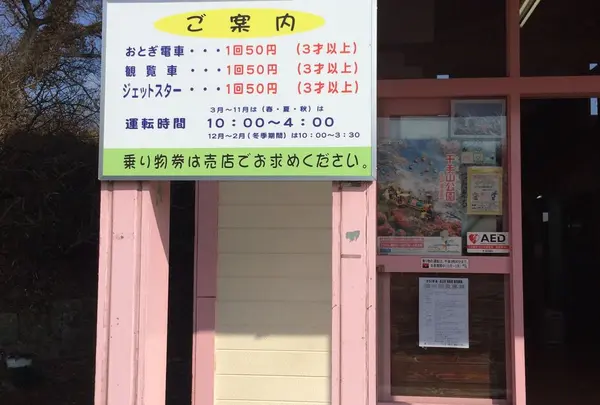 ご案内
おとぎ電車・・・1回50円 (3才以上)
観覧車・・・1回50円 (3才以上)
ジェットスター・・・1回50円 (3才以上)
3月〜11月は(春・夏・秋)は
運転時間 10:00〜4:00
12月〜2月(冬季期間)は10:00〜3:30
乗り物券は売店でお求めください。
AED